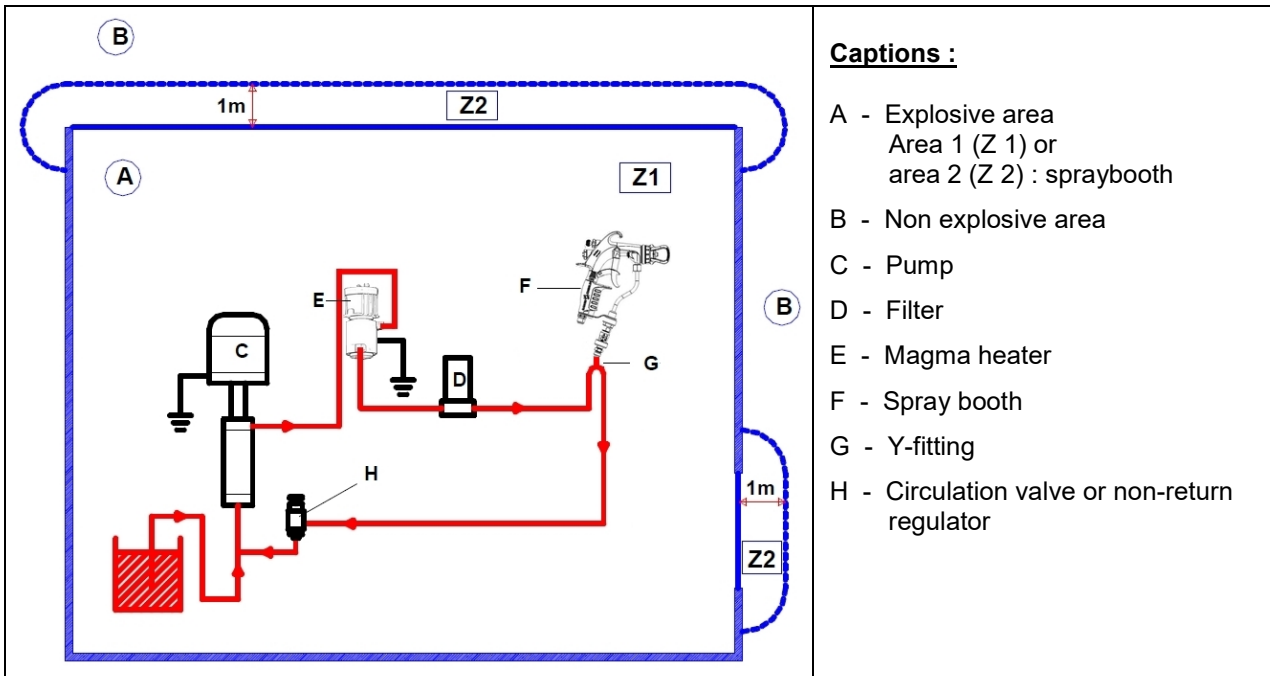 B
1m
Z2
A
Z1
F
E
B
C
G
D
H
1m
Z2
Captions :
A - Explosive area
Area 1 (Z 1) or
area 2 (Z 2) : spraybooth
B - Non explosive area
C - Pump
D - Filter
E - Magma heater
F - Spray booth
G - Y-fitting
H - Circulation valve or non-return
regulator